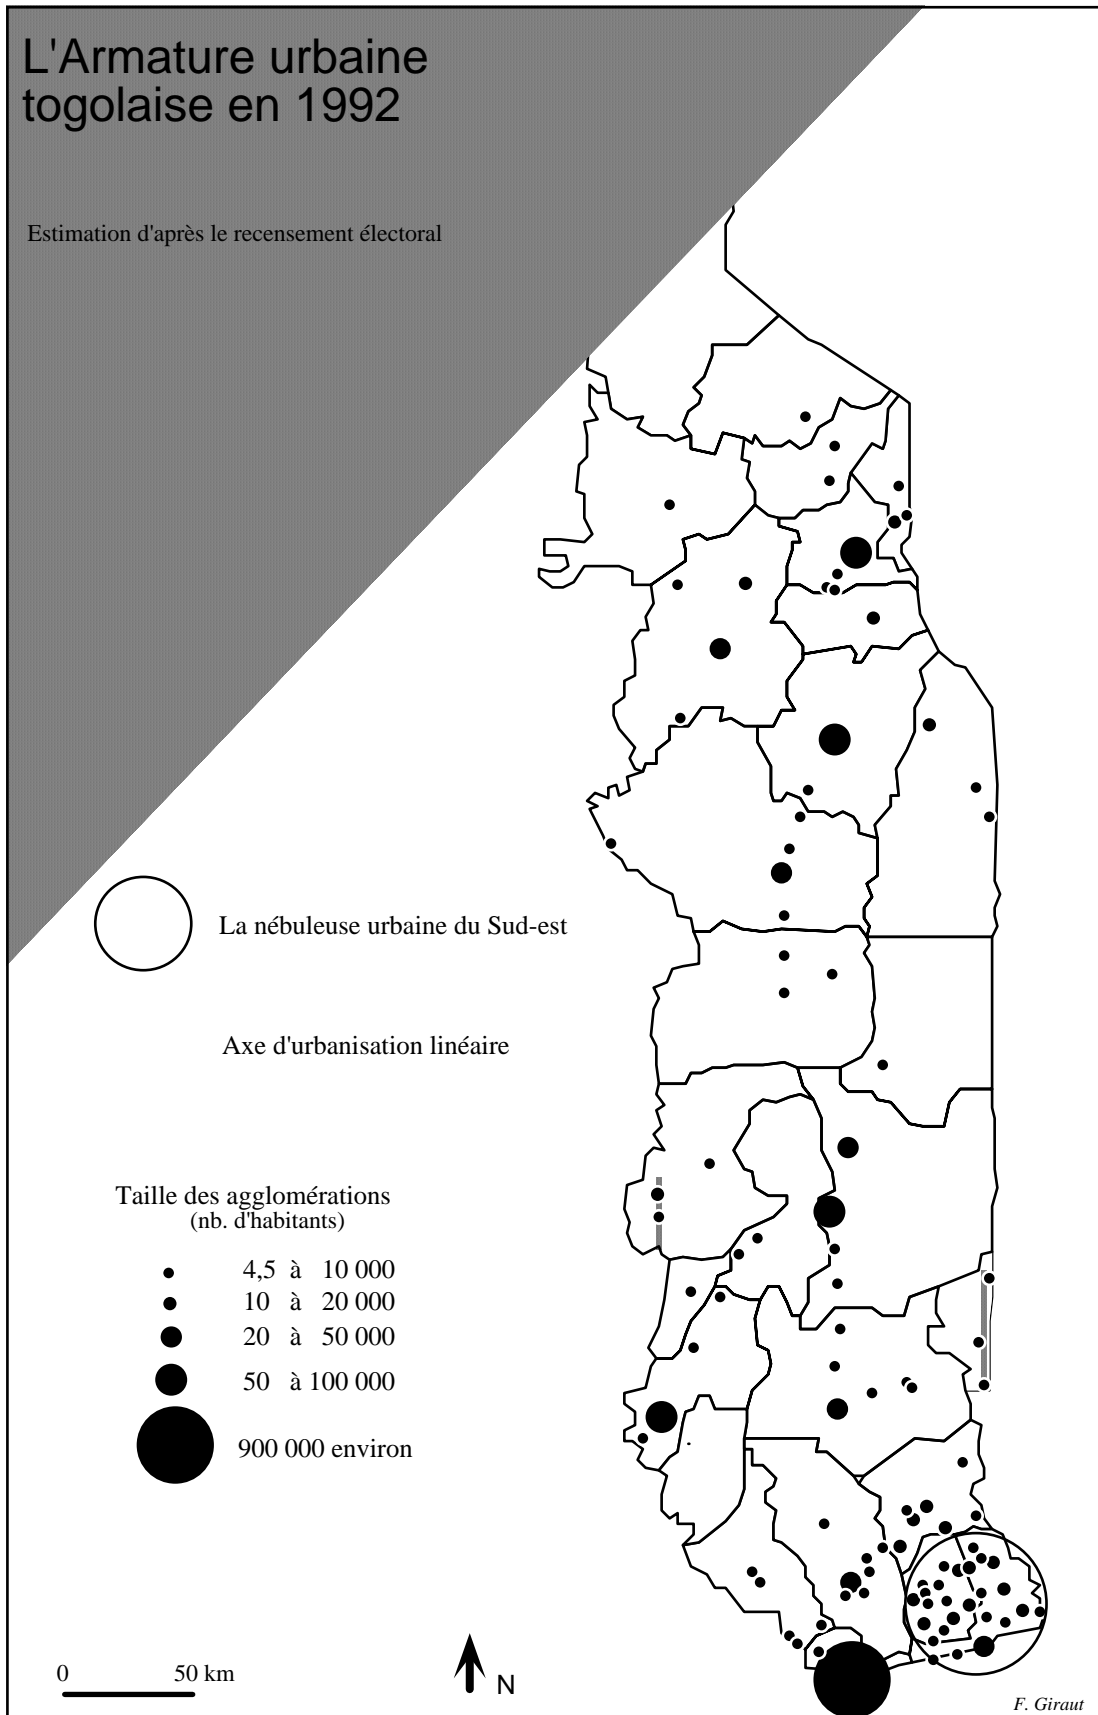 L'Armature urbaine
togolaise en 1992
Estimation d'après le recensement électoral
La nébuleuse urbaine du Sud-est
Axe d'urbanisation linéaire
Taille des agglomérations
(nb. d'habitants)
4,5 à 10 000
10 à 20 000
20 à 50 000
50 à 100 000
900 000 environ
0 50 km
N
F. Giraut